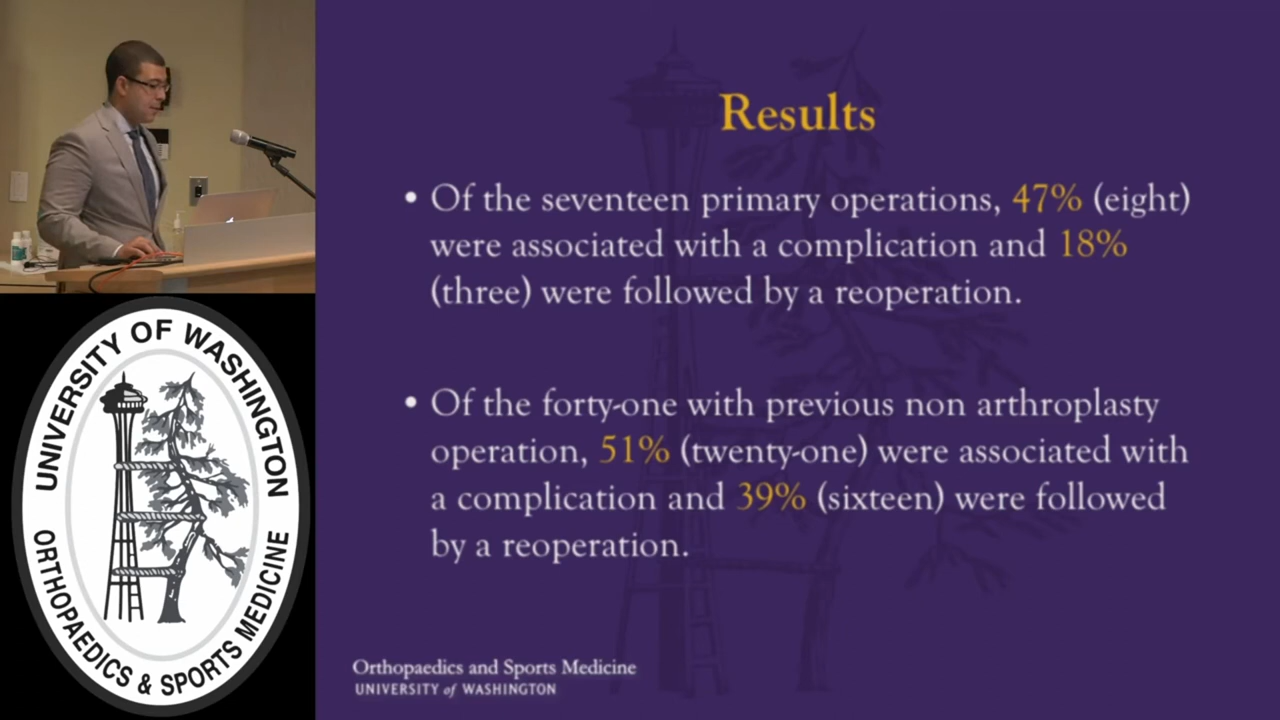 Results
• Of the seventeen primary operations, 47% (eight)
were associated with a complication and 18%
(three) were followed by a reoperation.
• Of the forty-one with previous non arthroplasty
operation, 51% (twenty-one) were associated with
a complication and 39% (sixteen) were followed
by a reoperation.
Orthopaedics and Sports Medicine
UNIVERSITY of WASHINGTON
UNIVERSITY OF WASHINGTON
ORTHOPAEDICS & SPORTS MEDICINE